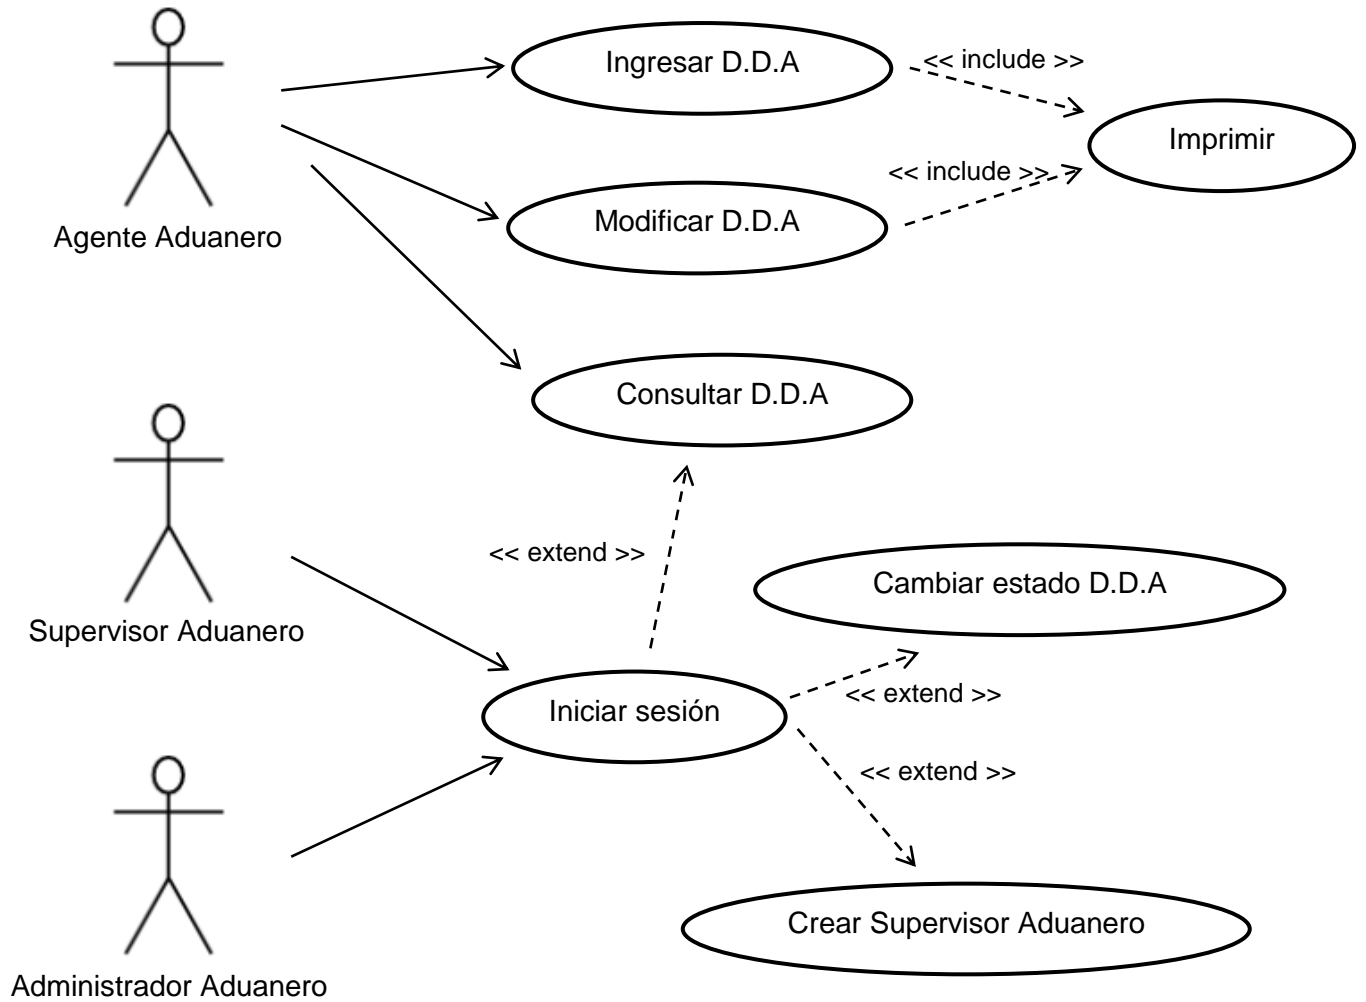 Ingresar D.D.A
<< include >>
Imprimir
<< include >>
Modificar D.D.A
Agente Aduanero
Consultar D.D.A
<< extend >>
Cambiar estado D.D.A
Supervisor Aduanero
Iniciar sesión
<< extend >>
<< extend >>
Crear Supervisor Aduanero
Administrador Aduanero